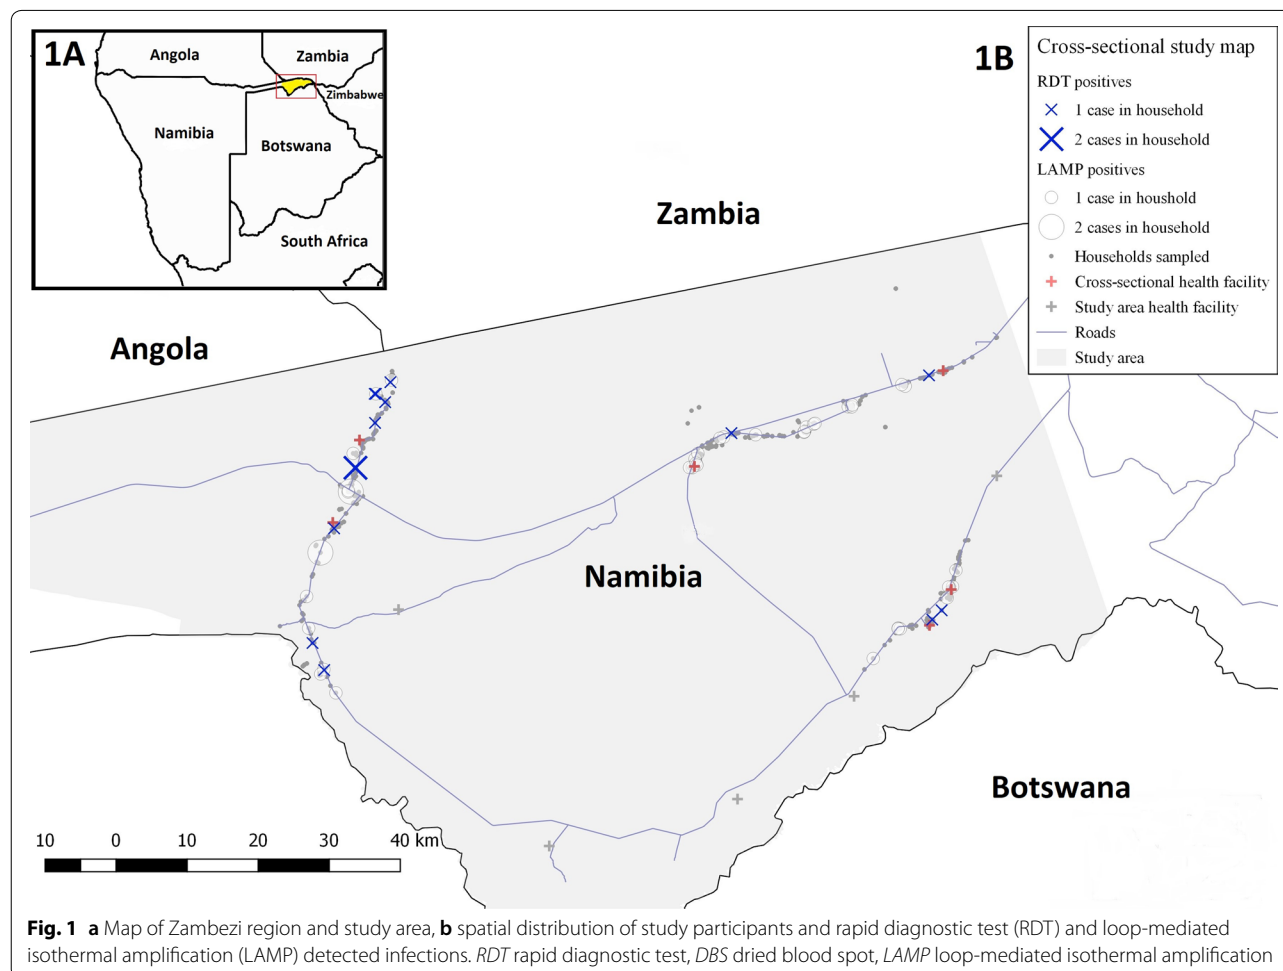 1A
Angola
Zambia
Zimbabwe
Namibia
Botswana
South Africa
1B
Cross-sectional study map
RDT positives
1 case in household
2 cases in household
LAMP positives
1 case in houshold
2 cases in household
Households sampled
Cross-sectional health facility
Study area health facility
Roads
Study area
Zambia
Angola
Namibia
Botswana
10 0 10 20 30 40 km
Fig. 1 a Map of Zambezi region and study area, b spatial distribution of study participants and rapid diagnostic test (RDT) and loop-mediated
isothermal amplification (LAMP) detected infections. RDT rapid diagnostic test, DBS dried blood spot, LAMP loop-mediated isothermal amplification